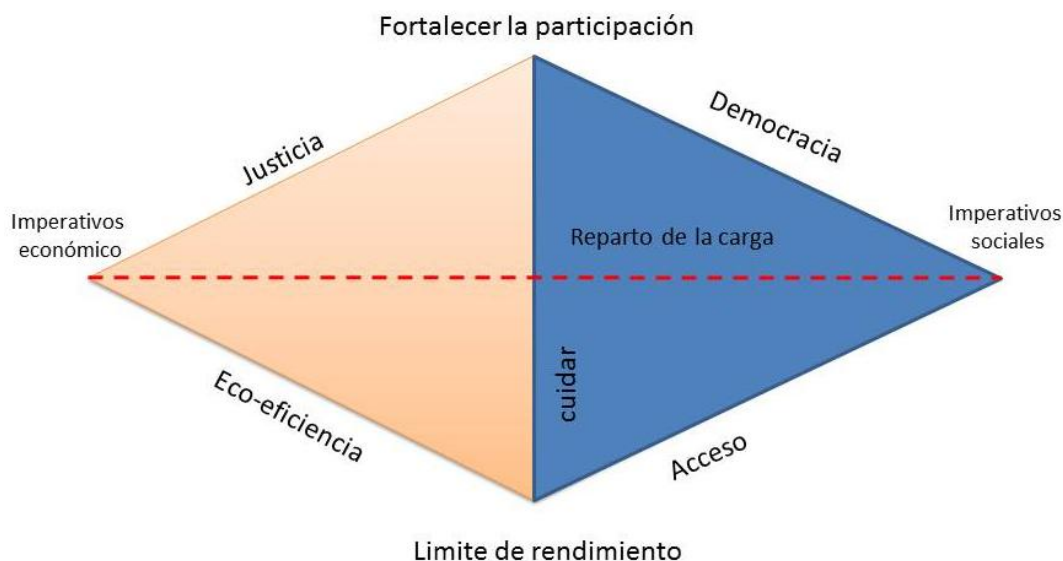 Fortalecer la participación
Democracia
Justicia
Imperativos
económico
Reparto de la carga
Imperativos
sociales
cuidar
Eco-eficiencia
Acceso
Limite de rendimiento